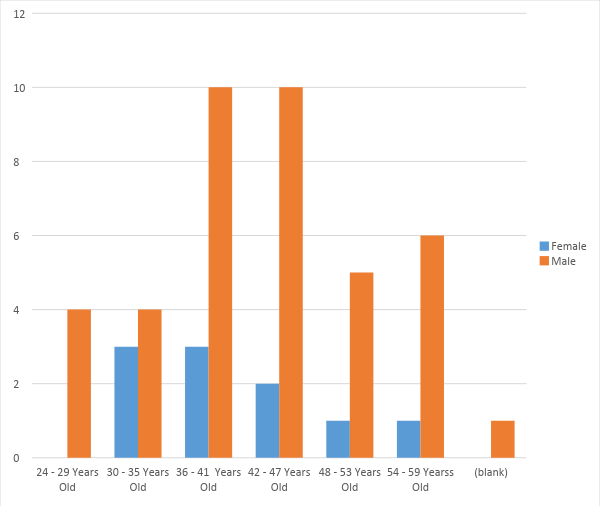 12
10
8
6
4
2
0
24 - 29 Years
Old
30 - 35 Years
Old
36 - 41  Years
Old
42 - 47 Years
Old
48 - 53 Years
Old
54 - 59 Yearss
Old
(blank)
Female
Male